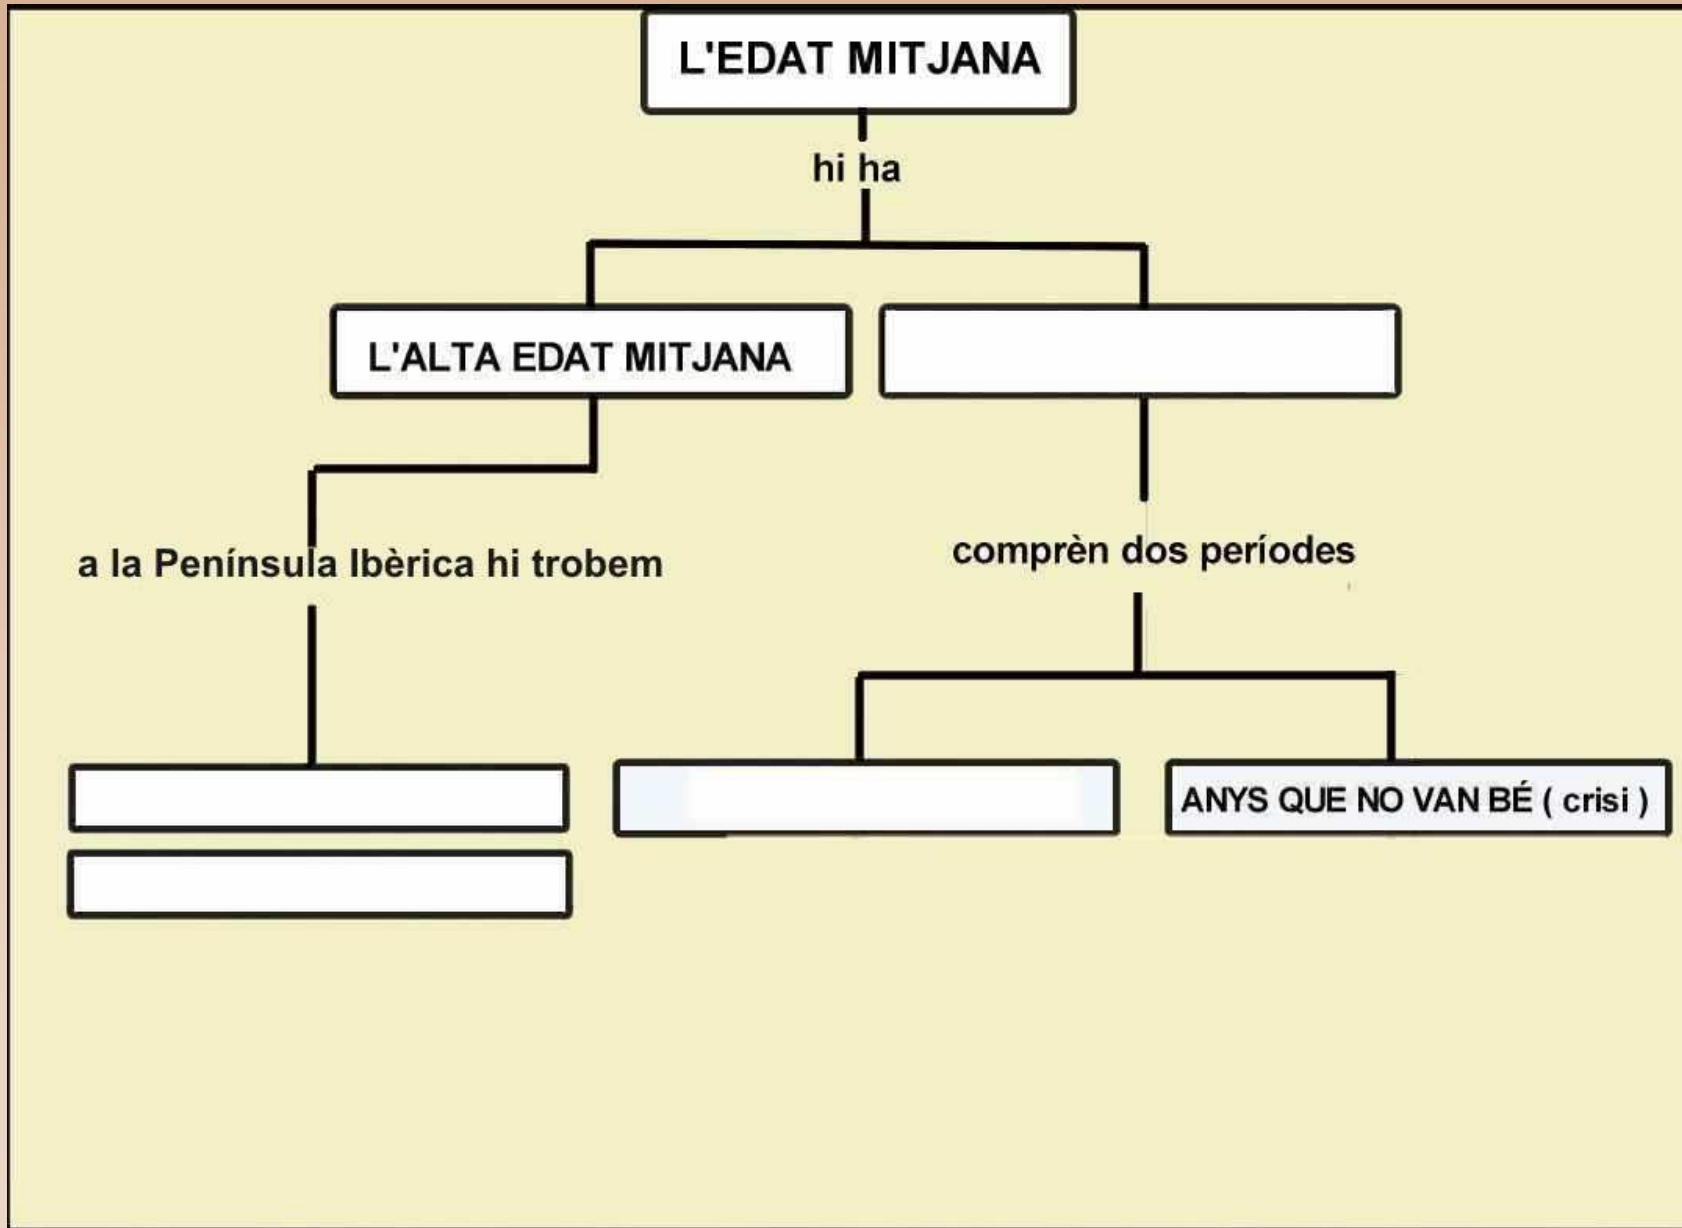 L'EDAT MITJANA
hi ha
L'ALTA EDAT MITJANA
a la Península Ibèrica hi trobem
comprèn dos períodes
ANYS QUE NO VAN BÉ ( crisi )